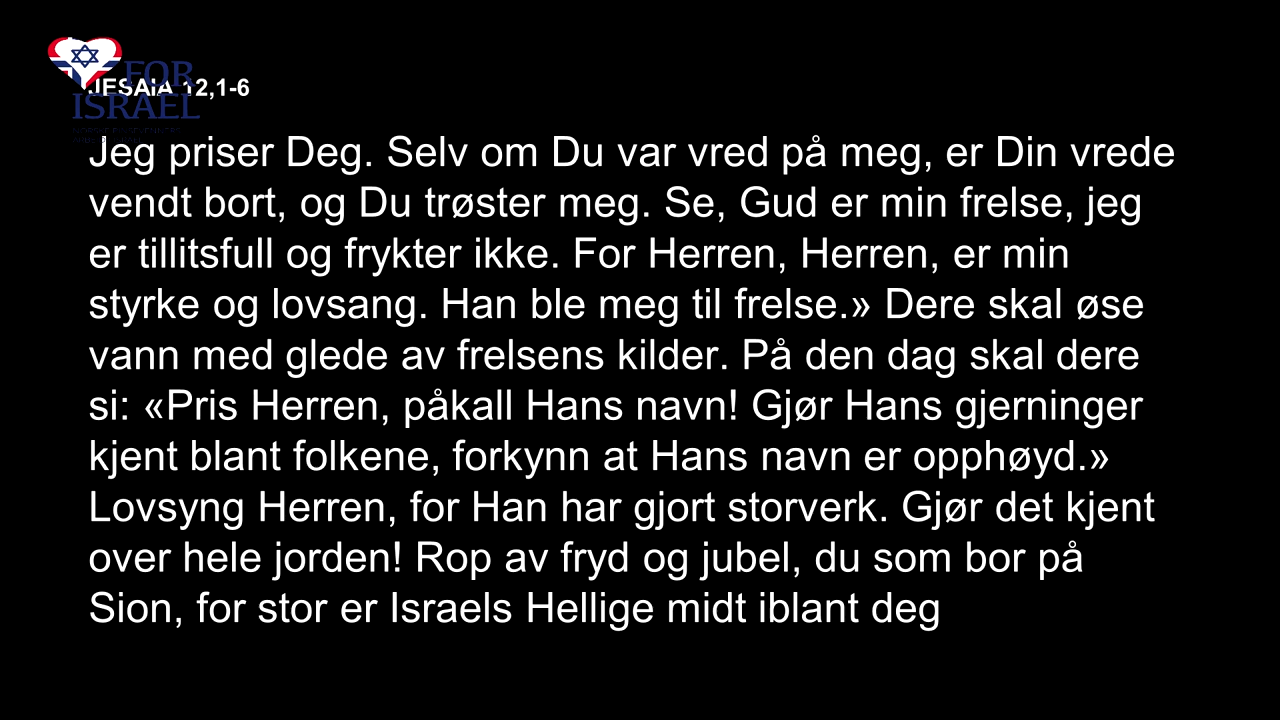 FOR
ISRAEL
JESAJA 12,1-6
Jeg priser Deg. Selv om Du var vred på meg, er Din vrede
vendt bort, og Du trøster meg. Se, Gud er min frelse, jeg
er tillitsfull og frykter ikke. For Herren, Herren, er min
styrke og lovsang. Han ble meg til frelse.» Dere skal øse
vann med glede av frelsens kilder. På den dag skal dere
si: «Pris Herren, påkall Hans navn! Gjør Hans gjerninger
kjent blant folkene, forkynn at Hans navn er opphøyd.»
Lovsyng Herren, for Han har gjort storverk. Gjør det kjent
over hele jorden! Rop av fryd og jubel, du som bor på
Sion, for stor er Israels Hellige midt iblant deg